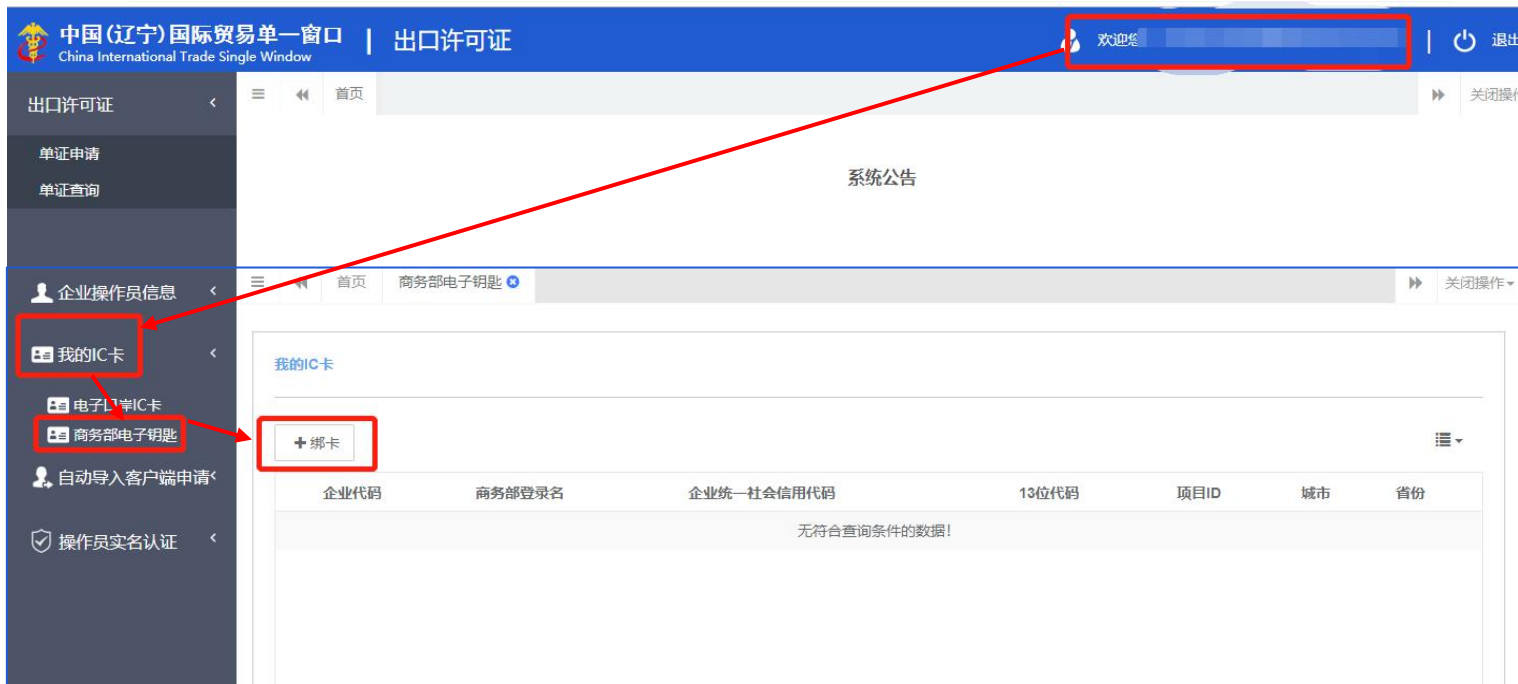 中国(辽宁)国际贸易单一窗口 | 出口许可证
China International Trade Single Window
欢迎您
退出
出口许可证
首页
关闭操作
单证申请
单证查询
系统公告
企业操作员信息
首页
商务部电子钥匙
关闭操作
我的IC卡
我的IC卡
电子口岸IC卡
商务部电子钥匙
绑卡
自动导入客户端申请
企业代码 商务部登录名 企业统一社会信用代码 13位代码 项目ID 城市 省份
无符合查询条件的数据!
操作员实名认证